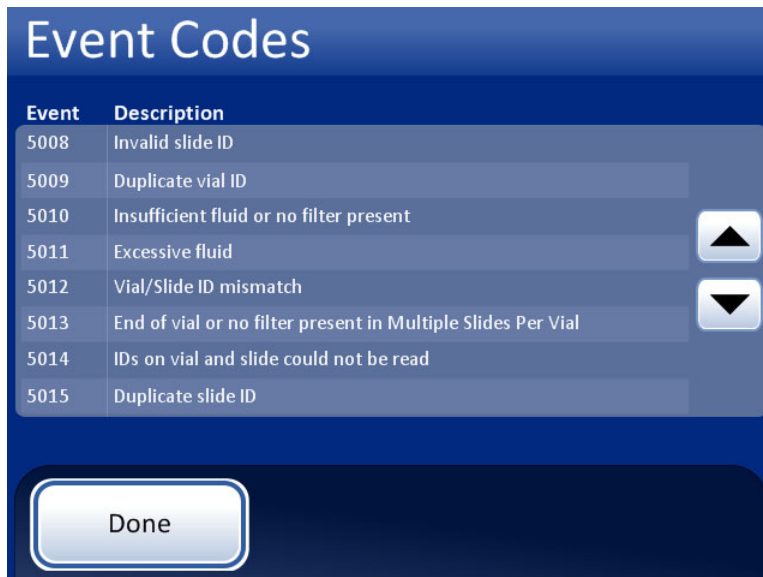 Event Codes
Event Description
5008 Invalid slide ID
5009 Duplicate vial ID
5010 Insufficient fluid or no filter present
5011 Excessive fluid
5012 Vial/Slide ID mismatch
5013 End of vial or no filter present in Multiple Slides Per Vial
5014 IDs on vial and slide could not be read
5015 Duplicate slide ID
Done